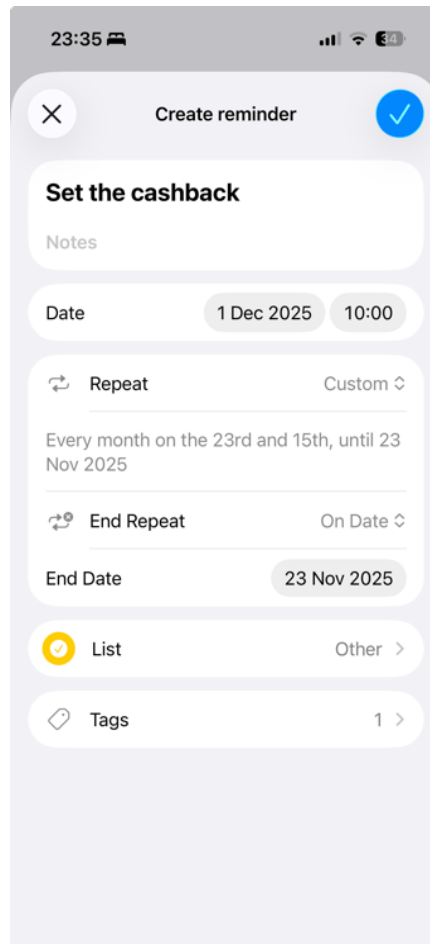 23:35
34
Create reminder
Set the cashback
Notes
Date 1 Dec 2025 10:00
Repeat Custom
Every month on the 23rd and 15th, until 23
Nov 2025
End Repeat On Date
End Date 23 Nov 2025
List Other
Tags 1